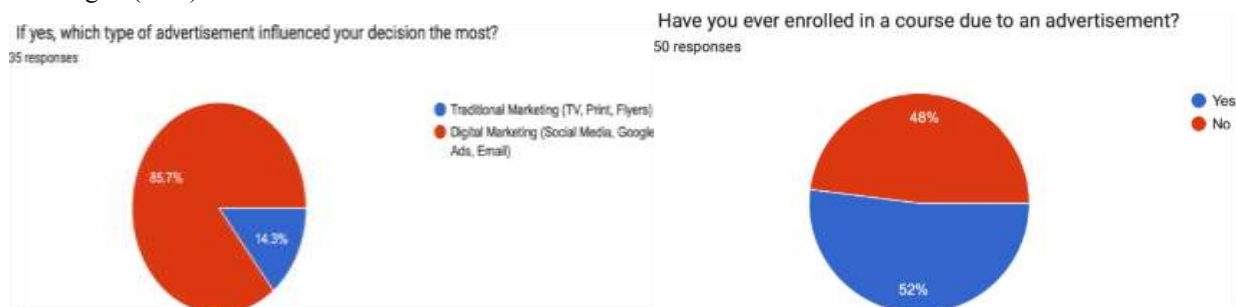 If yes, which type of advertisement influenced your decision the most?
35 responses
Traditional Marketing (TV, Print, Flyers)
Digital Marketing (Social Media, Google
Ads, Email)
85.7%
14.3%
Have you ever enrolled in a course due to an advertisement?
50 responses
Yes
No
48%
52%